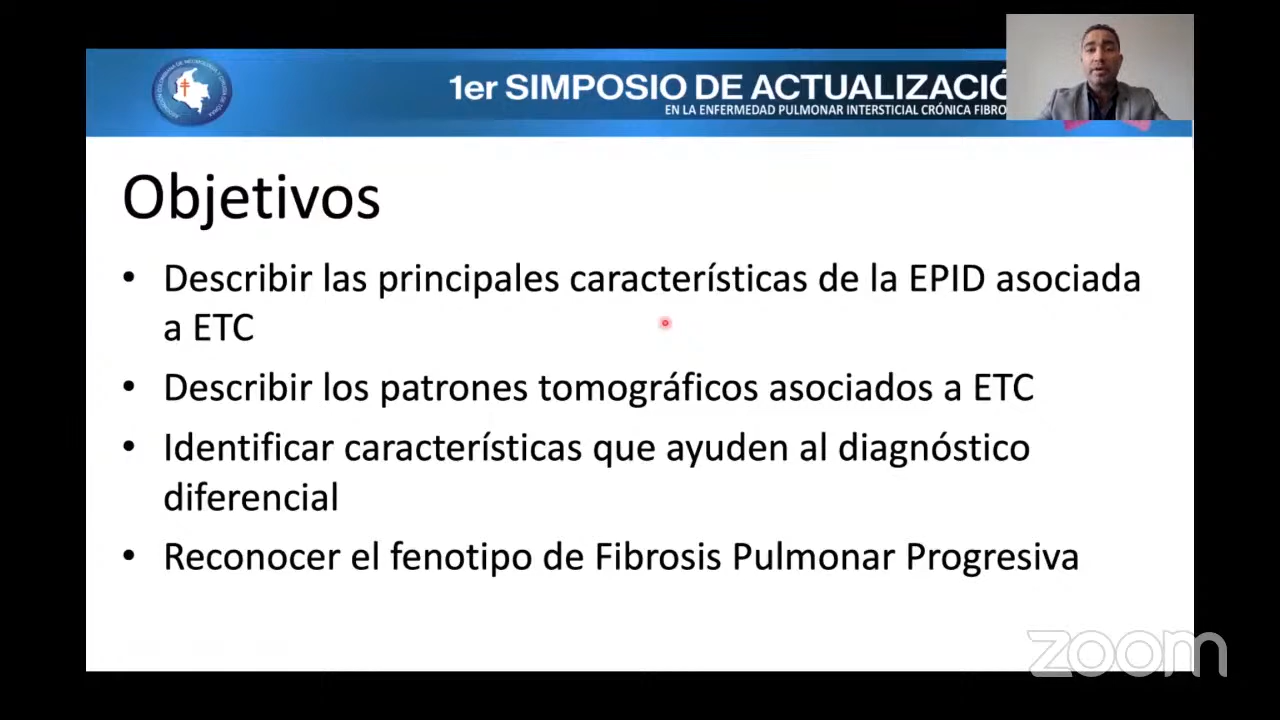 1er SIMPOSIO DE ACTUALIZACIÓ
EN LA ENFERMEDAD PULMONAR INTERSTICIAL CRÓNICA FIBRO
Objetivos
• Describir las principales características de la EPID asociada
a ETC
• Describir los patrones tomográficos asociados a ETC
• Identificar características que ayuden al diagnóstico
diferencial
• Reconocer el fenotipo de Fibrosis Pulmonar Progresiva
zoom